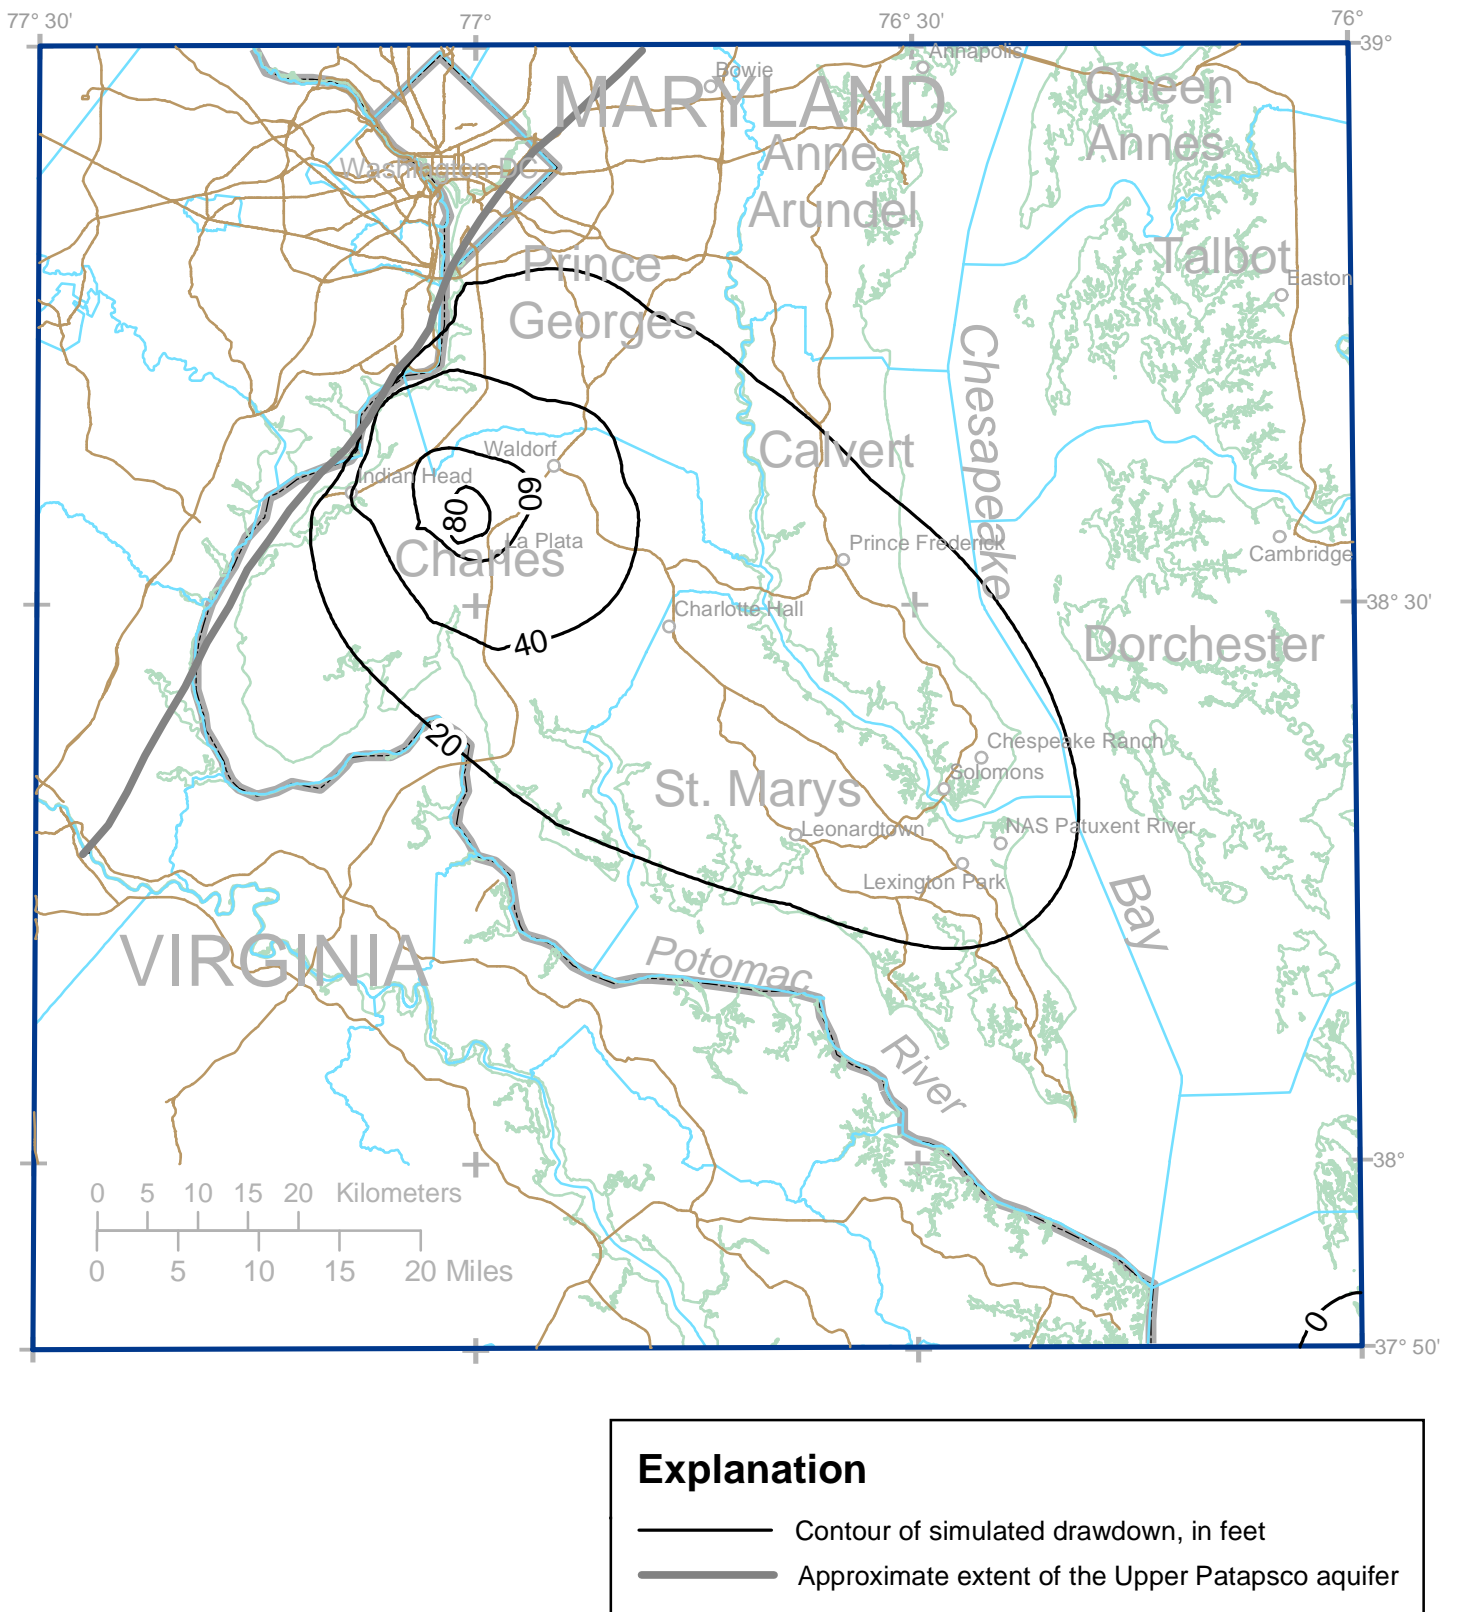 77° 30'
77°
76° 30'
76°
39°
Annapolis
Bowie
MARYLAND
Queen
Annes
Anne
Arundel
Washington DC
Prince
Georges
Talbot
Easton
Chesapeake
Calvert
Waldorf
Indian Head
60
80
La Plata
Charles
Prince Frederick
Cambridge
38° 30'
Charlotte Hall
40
Dorchester
20
Chespeake Ranch
Solomons
St. Marys
Leonardtown
NAS Patuxent River
Lexington Park
Bay
VIRGINIA
Potomac
River
38°
0 5 10 15 20 Kilometers
0 5 10 15 20 Miles
0
37° 50'
Explanation
Contour of simulated drawdown, in feet
Approximate extent of the Upper Patapsco aquifer